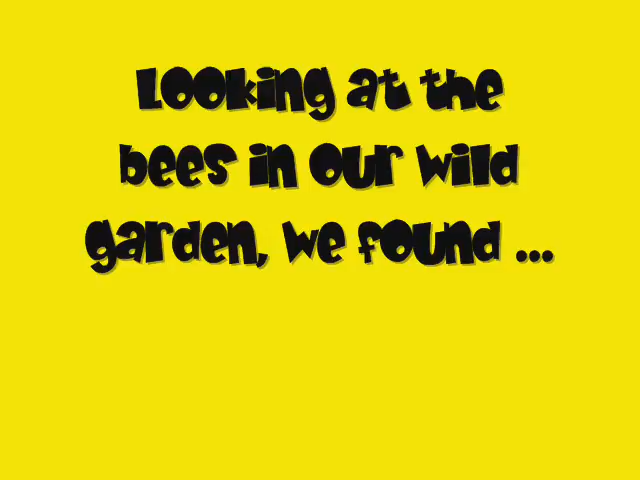 Looking at the
bees in our wild
garden, we found ...